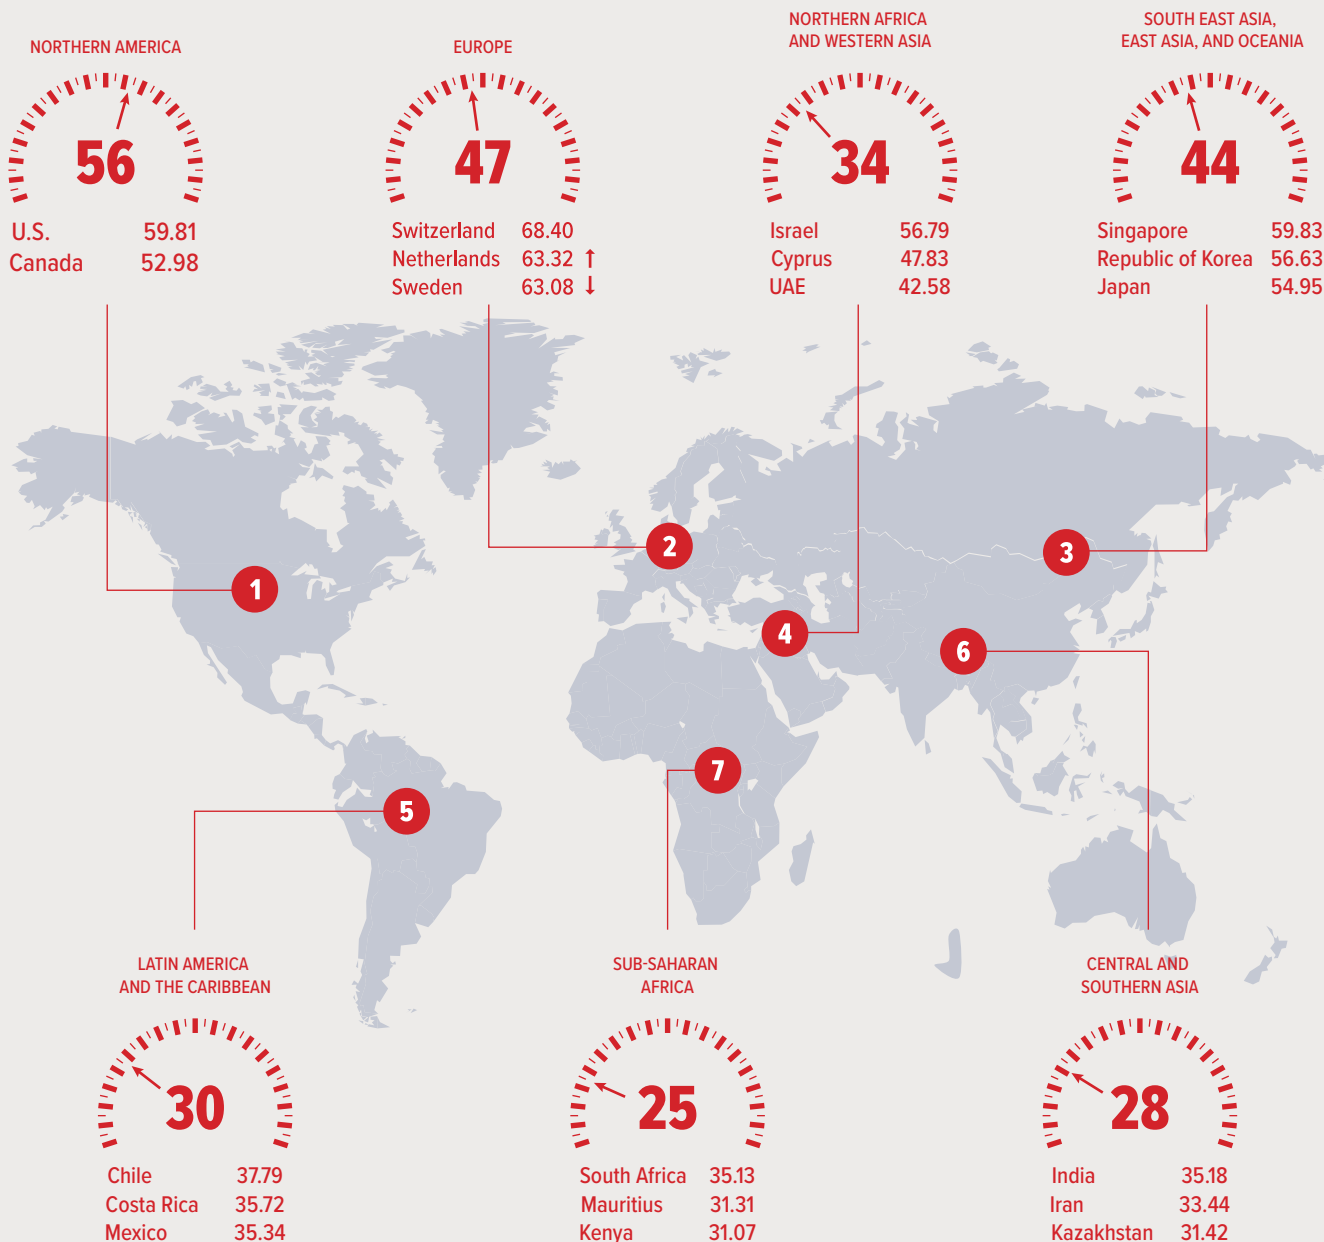 NORTHERN AMERICA
56
U.S. 59.81
Canada 52.98
EUROPE
47
Switzerland 68.40
Netherlands 63.32 ↑
Sweden 63.08 ↓
NORTHERN AFRICA
AND WESTERN ASIA
34
Israel 56.79
Cyprus 47.83
UAE 42.58
SOUTH EAST ASIA,
EAST ASIA, AND OCEANIA
44
Singapore 59.83
Republic of Korea 56.63
Japan 54.95
1
2
3
4
6
7
5
LATIN AMERICA
AND THE CARIBBEAN
30
Chile 37.79
Costa Rica 35.72
Mexico 35.34
SUB-SAHARAN
AFRICA
25
South Africa 35.13
Mauritius 31.31
Kenya 31.07
CENTRAL AND
SOUTHERN ASIA
28
India 35.18
Iran 33.44
Kazakhstan 31.42